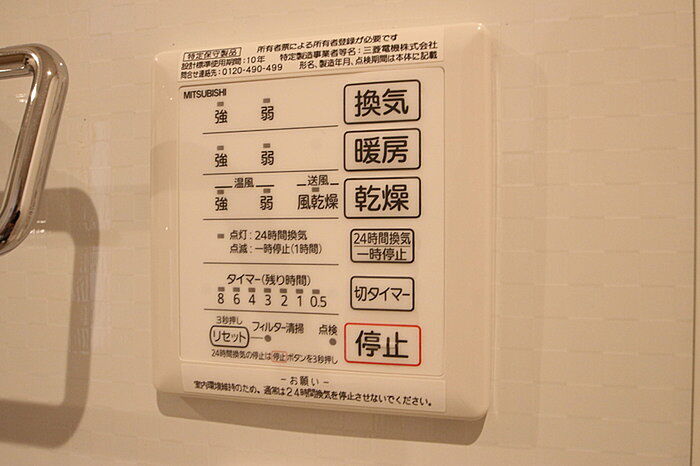 特定保守製品 所有者票による所有者登録が必要です
設計標準使用期間：10年 特定製造事業者等名：三菱電機株式会社
問合せ連絡先：0120-490-499 形名、製造年月、点検期間は本体に記載
MITSUBISHI
強 弱 換気
強 弱 暖房
温風 送風
強 弱 風乾燥 乾燥
点灯：24時間換気
点滅：一時停止(1時間)
24時間換気
一時停止
タイマー(残り時間)
8 6 4 3 2 1 0.5
切タイマー
3秒押し
リセット フィルター清掃 点検
停止
24時間換気の停止は停止ボタンを3秒押し
－お願い－
室内環境維持のため、通常は24時間換気を停止させないでください。